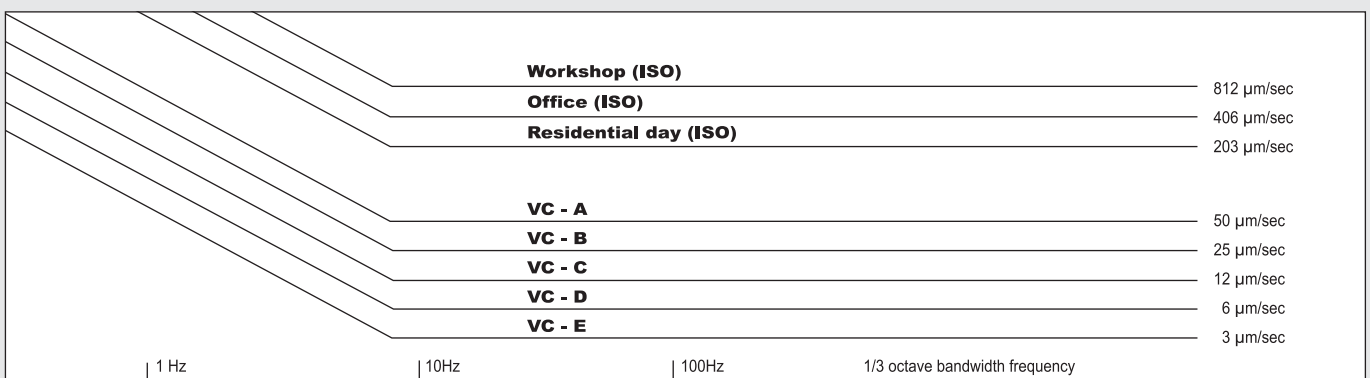 Workshop (ISO)
812 µm/sec
Office (ISO)
406 µm/sec
Residential day (ISO)
203 µm/sec
VC - A
50 µm/sec
VC - B
25 µm/sec
VC - C
12 µm/sec
VC - D
6 µm/sec
VC - E
3 µm/sec
1 Hz 10Hz 100Hz 1/3 octave bandwidth frequency